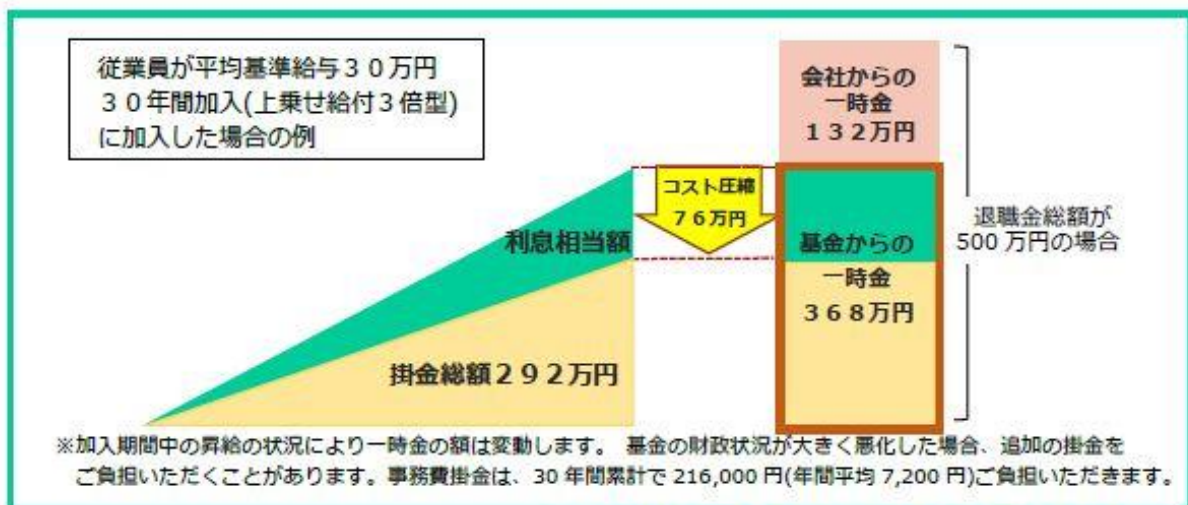 従業員が平均基準給与３０万円
３０年間加入(上乗せ給付３倍型)
に加入した場合の例
会社からの
一時金
１３２万円
コスト圧縮
７６万円
利息相当額
基金からの
一時金
３６８万円
退職金総額が
500 万円の場合
掛金総額２９２万円
※加入期間中の昇給の状況により一時金の額は変動します。 基金の財政状況が大きく悪化した場合、追加の掛金を
ご負担いただくことがあります。事務費掛金は、30 年間累計で 216,000 円(年間平均 7,200 円)ご負担いただきます。